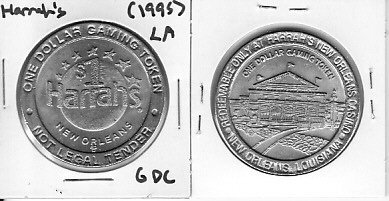 Harrah's
(1995)
LA
ONE DOLLAR GAMING TOKEN
$1
Harrah's
NEW ORLEANS
NOT LEGAL TENDER
GDC
REDEEMABLE ONLY AT HARRAH'S NEW ORLEANS CASINO
ONE DOLLAR GAMING TOKEN
NEW ORLEANS, LOUISIANA